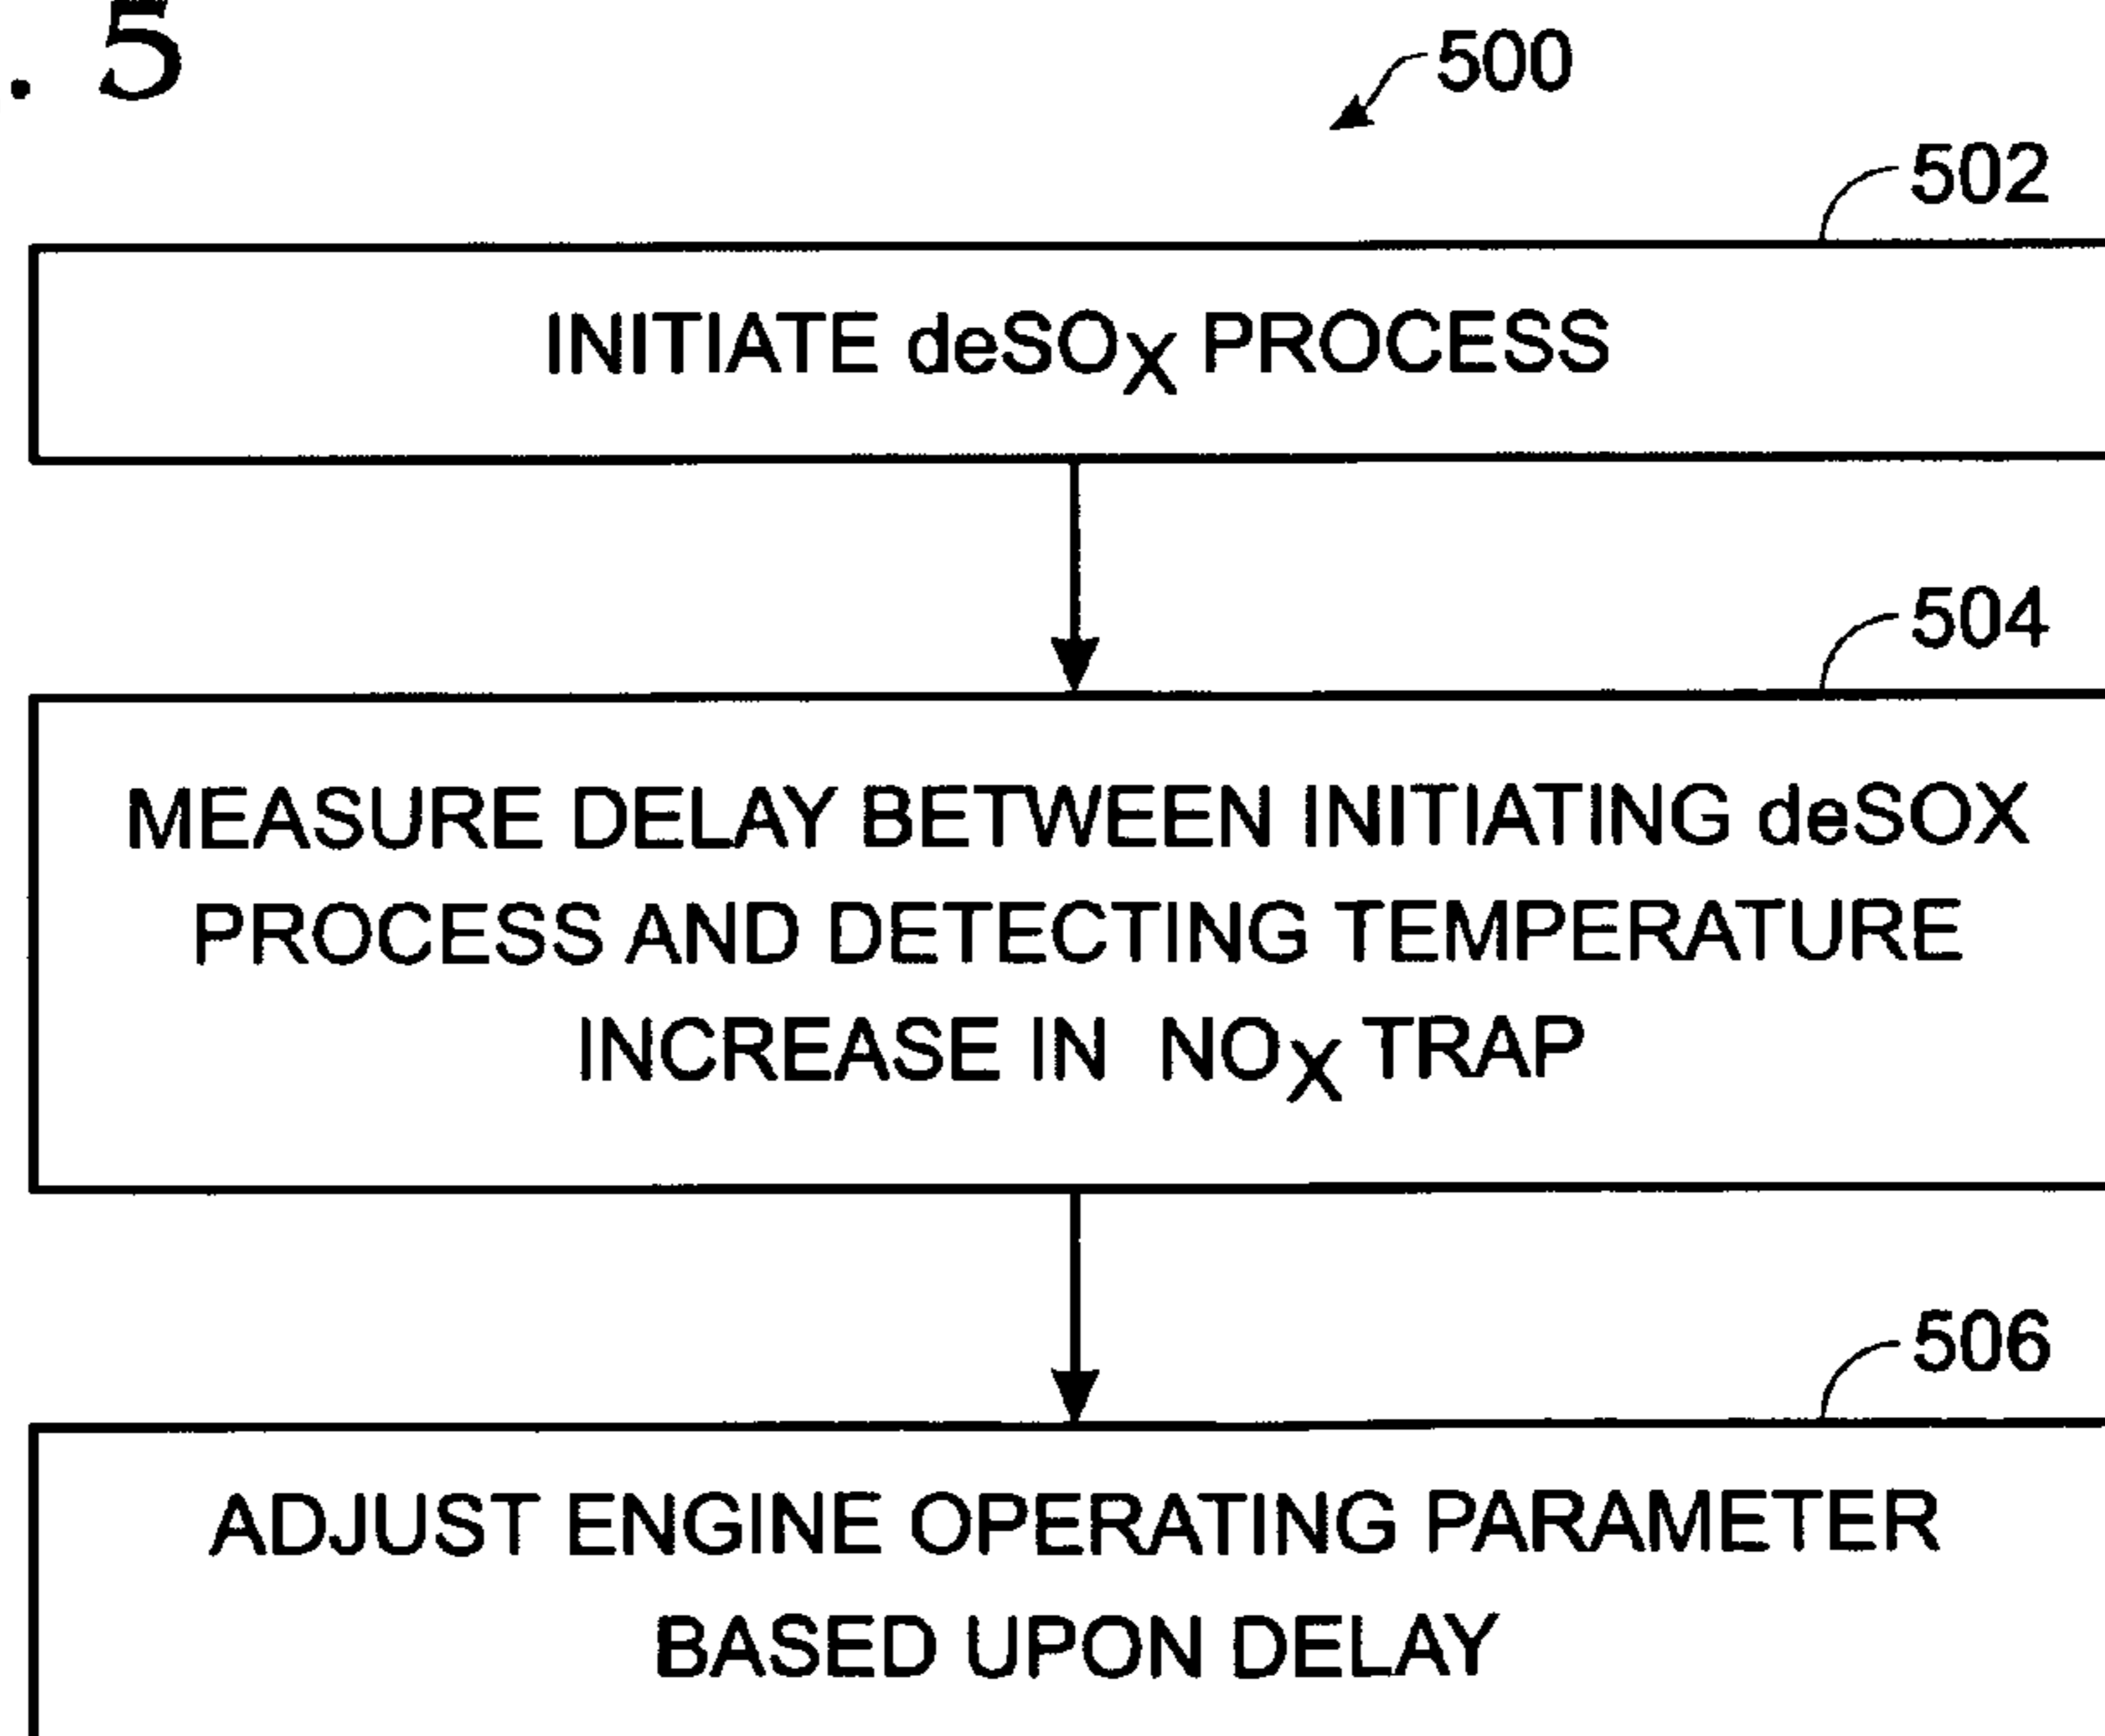 . 5
500
502
INITIATE deSOX PROCESS
504
MEASURE DELAY BETWEEN INITIATING deSOX
PROCESS AND DETECTING TEMPERATURE
INCREASE IN NOX TRAP
506
ADJUST ENGINE OPERATING PARAMETER
BASED UPON DELAY